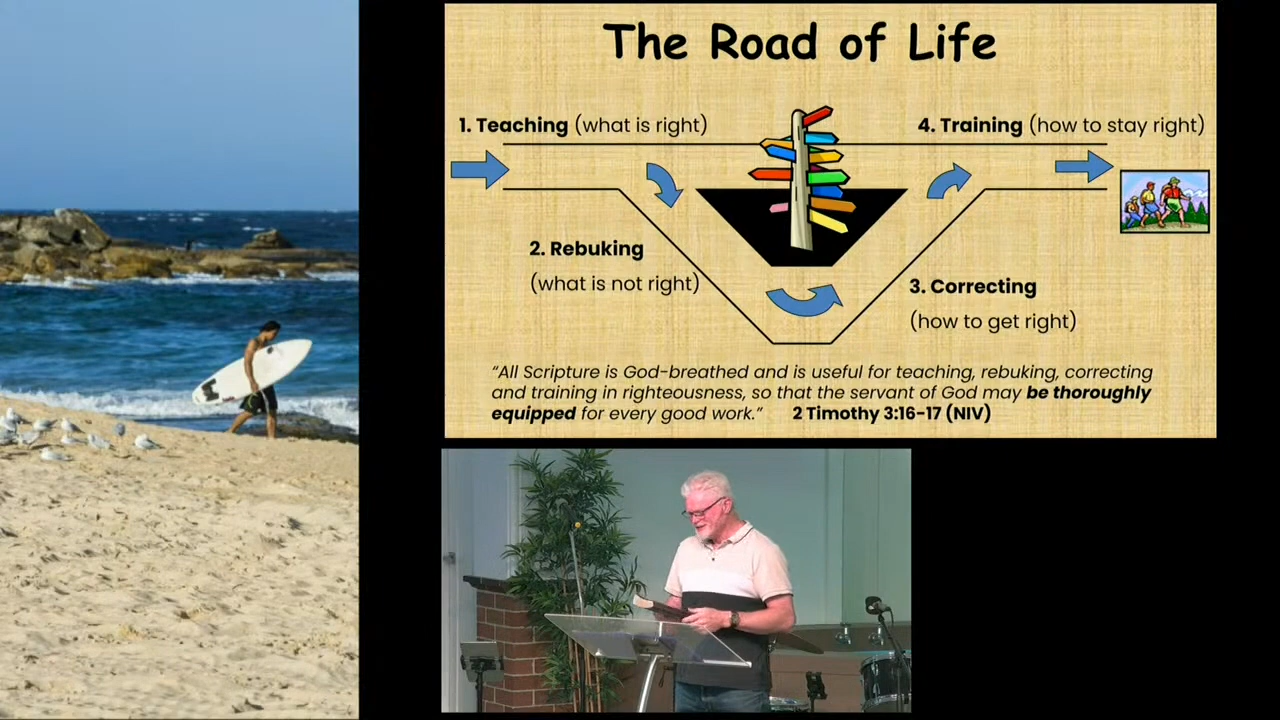 The Road of Life
1. Teaching (what is right)
4. Training (how to stay right)
2. Rebuking
(what is not right)
3. Correcting
(how to get right)
“All Scripture is God-breathed and is useful for teaching, rebuking, correcting
and training in righteousness, so that the servant of God may be thoroughly
equipped for every good work.” 2 Timothy 3:16-17 (NIV)